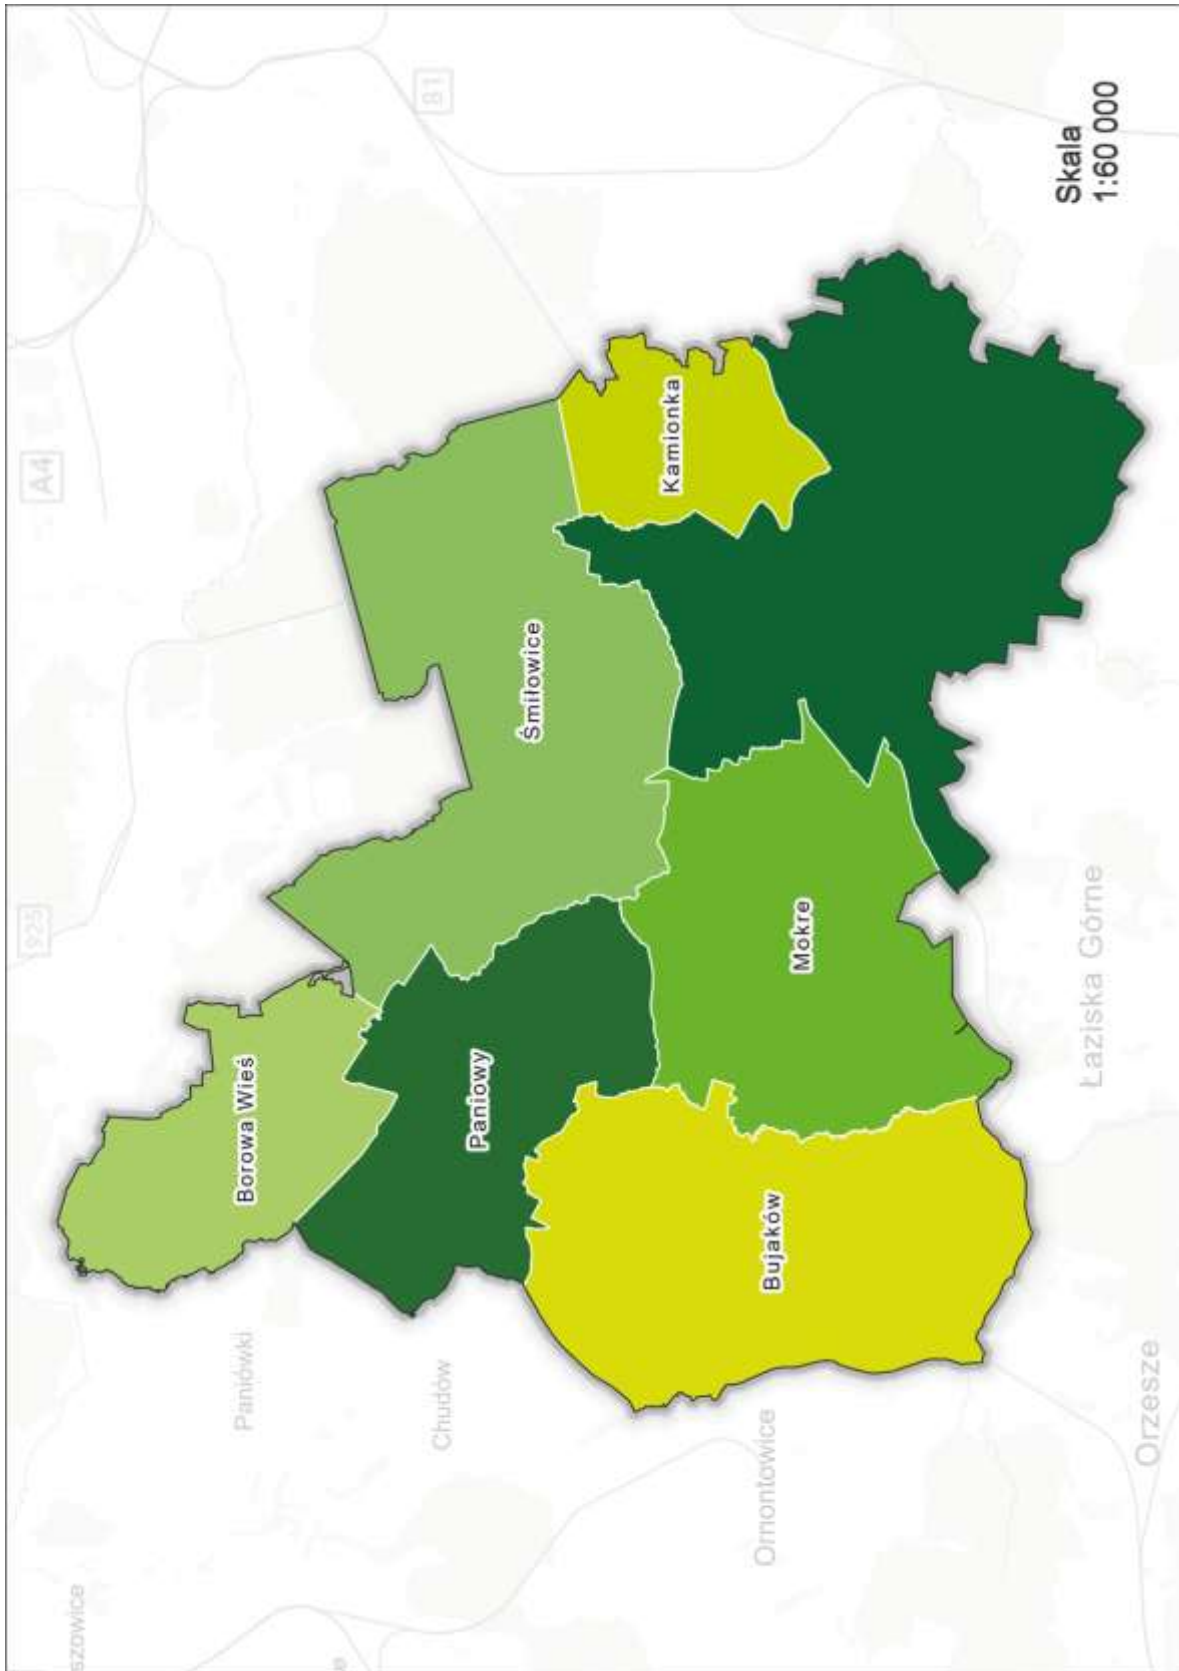 A4
81
925
Borowa Wieś
Śmiłowice
Kamionka
Paniowy
Mokre
Bujaków
Paniówki
Chudów
Ornontowice
Orzesze
Łaziska Górne
szowice
Skala
1:60 000